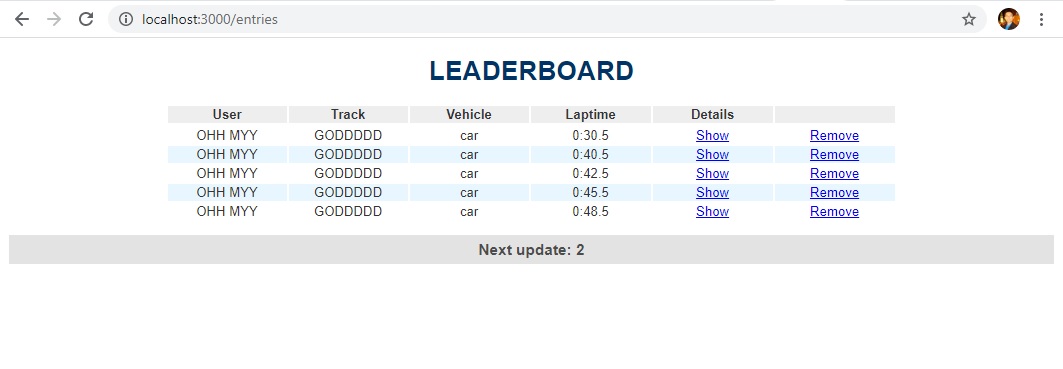 localhost:3000/entries
LEADERBOARD
User Track Vehicle Laptime Details
OHH MYY GODDDDD car 0:30.5 Show Remove
OHH MYY GODDDDD car 0:40.5 Show Remove
OHH MYY GODDDDD car 0:42.5 Show Remove
OHH MYY GODDDDD car 0:45.5 Show Remove
OHH MYY GODDDDD car 0:48.5 Show Remove
Next update: 2